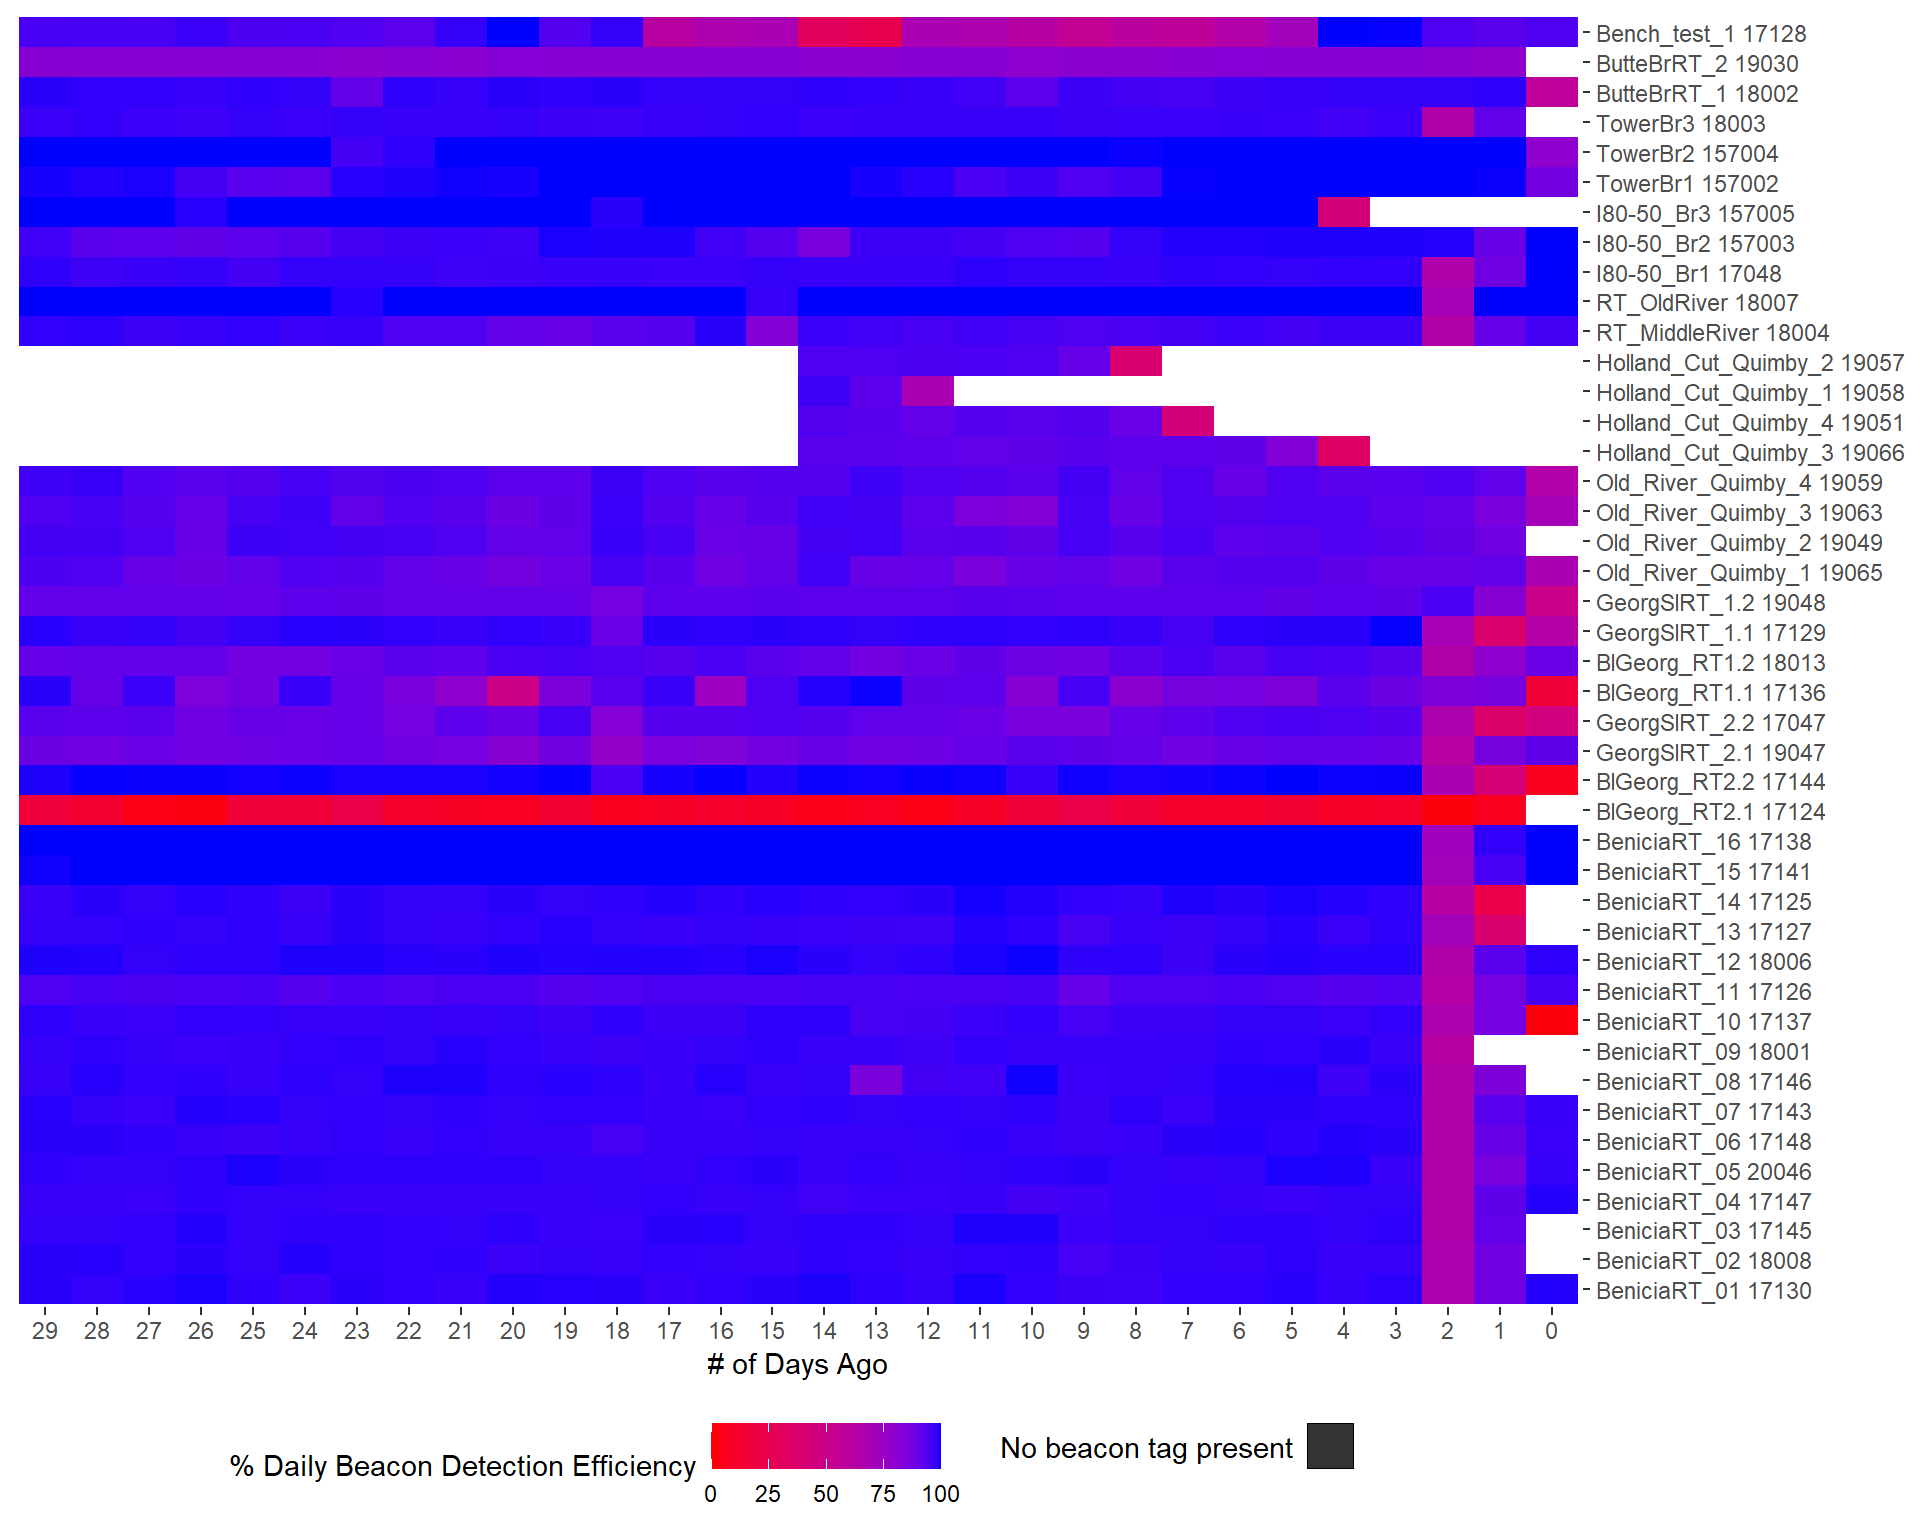 Bench_test_1 17128
ButteBrRT_2 19030
ButteBrRT_1 18002
TowerBr3 18003
TowerBr2 157004
TowerBr1 157002
I80-50_Br3 157005
I80-50_Br2 157003
I80-50_Br1 17048
RT_OldRiver 18007
RT_MiddleRiver 18004
Holland_Cut_Quimby_2 19057
Holland_Cut_Quimby_1 19058
Holland_Cut_Quimby_4 19051
Holland_Cut_Quimby_3 19066
Old_River_Quimby_4 19059
Old_River_Quimby_3 19063
Old_River_Quimby_2 19049
Old_River_Quimby_1 19065
GeorgSlRT_1.2 19048
GeorgSlRT_1.1 17129
BlGeorg_RT1.2 18013
BlGeorg_RT1.1 17136
GeorgSlRT_2.2 17047
GeorgSlRT_2.1 19047
BlGeorg_RT2.2 17144
BlGeorg_RT2.1 17124
BeniciaRT_16 17138
BeniciaRT_15 17141
BeniciaRT_14 17125
BeniciaRT_13 17127
BeniciaRT_12 18006
BeniciaRT_11 17126
BeniciaRT_10 17137
BeniciaRT_09 18001
BeniciaRT_08 17146
BeniciaRT_07 17143
BeniciaRT_06 17148
BeniciaRT_05 20046
BeniciaRT_04 17147
BeniciaRT_03 17145
BeniciaRT_02 18008
BeniciaRT_01 17130
29 28 27 26 25 24 23 22 21 20 19 18 17 16 15 14 13 12 11 10 9 8 7 6 5 4 3 2 1 0
# of Days Ago
% Daily Beacon Detection Efficiency
0 25 50 75 100
No beacon tag present